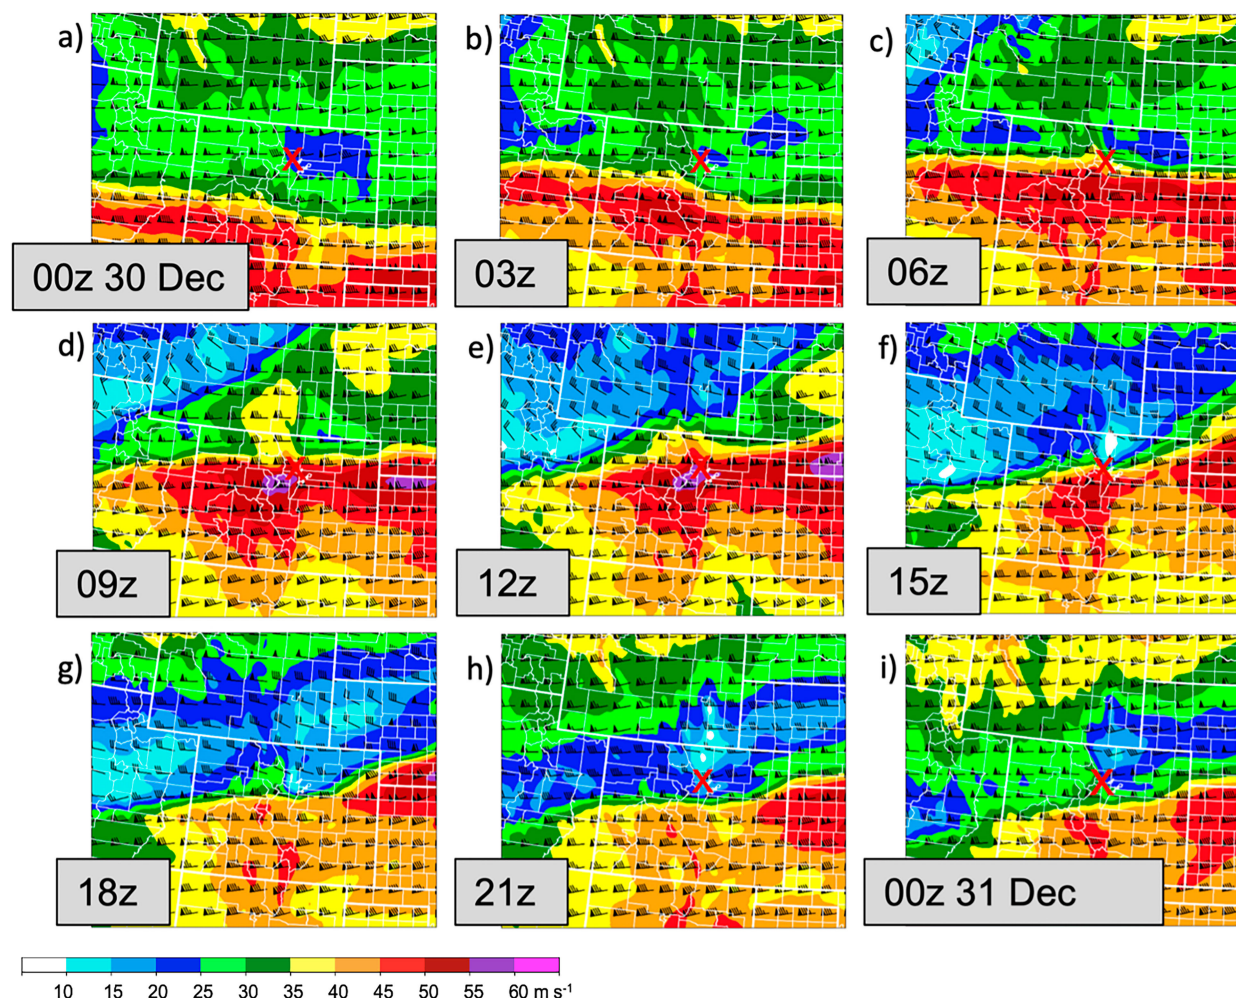 a)
b)
c)
00z 30 Dec
03z
06z
d)
e)
f)
09z
12z
15z
g)
h)
i)
18z
21z
00z 31 Dec
10 15 20 25 30 35 40 45 50 55 60 m s⁻¹